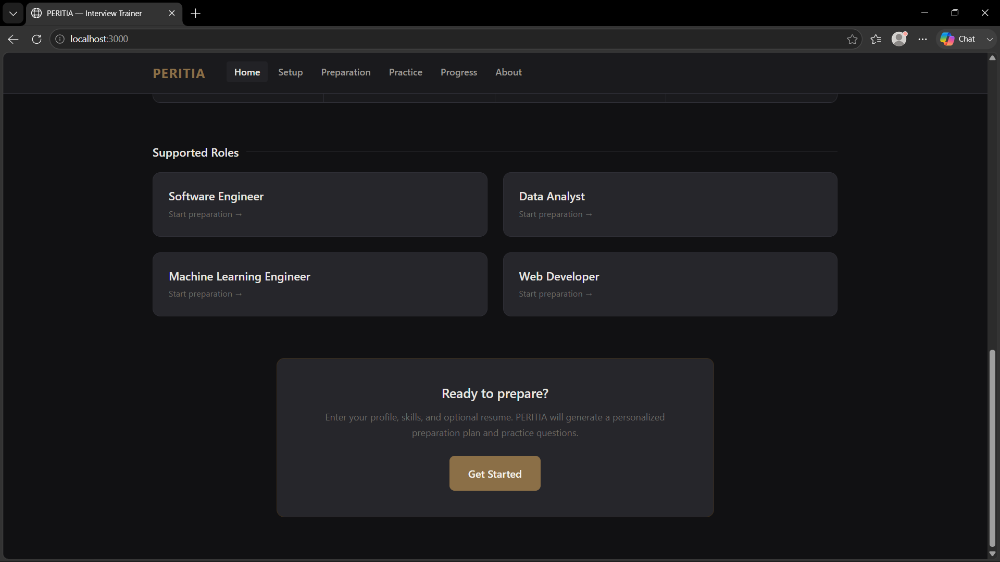 PERITIA — Interview Trainer
localhost:3000
Chat
PERITIA
Home Setup Preparation Practice Progress About
Supported Roles
Software Engineer
Start preparation →
Data Analyst
Start preparation →
Machine Learning Engineer
Start preparation →
Web Developer
Start preparation →
Ready to prepare?
Enter your profile, skills, and optional resume. PERITIA will generate a personalized
preparation plan and practice questions.
Get Started